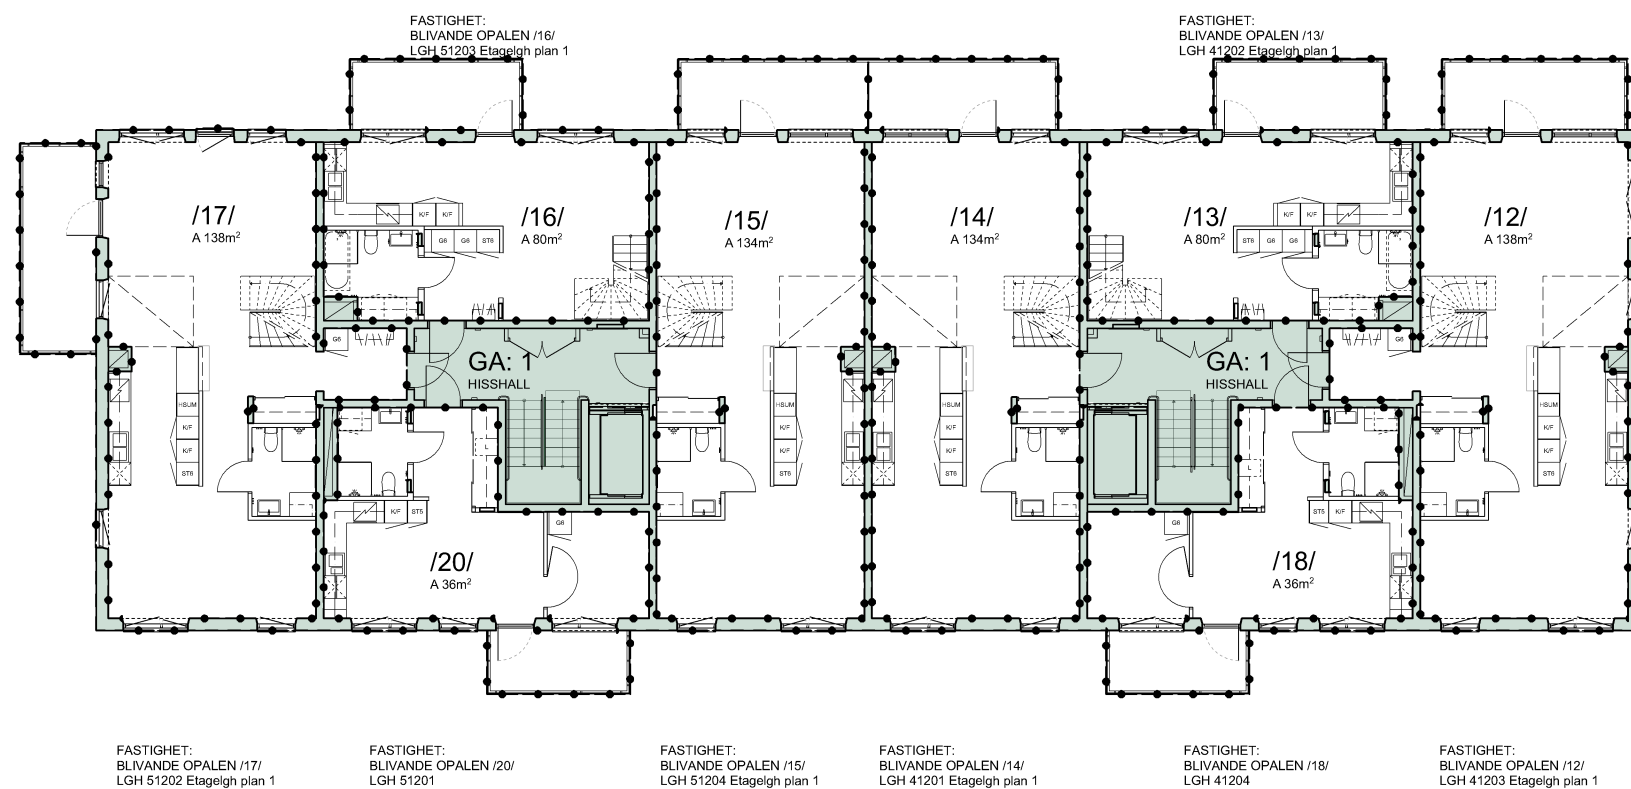 FASTIGHET:
BLIVANDE OPALEN /16/
LGH 51203 Etagelgh plan 1
FASTIGHET:
BLIVANDE OPALEN /13/
LGH 41202 Etagelgh plan 1
/17/
A 138m²
/16/
A 80m²
/15/
A 134m²
/14/
A 134m²
/13/
A 80m²
/12/
A 138m²
K/F K/F
G6 G6 ST6
K/F K/F
ST6 G6 G6
G6
GA: 1
HISSHALL
GA: 1
HISSHALL
G6
HSUM
K/F
K/F
ST6
HSUM
K/F
K/F
ST6
HSUM
K/F
K/F
ST6
HSUM
K/F
K/F
ST6
L
L
K/F ST5
G6
G6
ST5 K/F
/20/
A 36m²
/18/
A 36m²
FASTIGHET:
BLIVANDE OPALEN /17/
LGH 51202 Etagelgh plan 1
FASTIGHET:
BLIVANDE OPALEN /20/
LGH 51201
FASTIGHET:
BLIVANDE OPALEN /15/
LGH 51204 Etagelgh plan 1
FASTIGHET:
BLIVANDE OPALEN /14/
LGH 41201 Etagelgh plan 1
FASTIGHET:
BLIVANDE OPALEN /18/
LGH 41204
FASTIGHET:
BLIVANDE OPALEN /12/
LGH 41203 Etagelgh plan 1